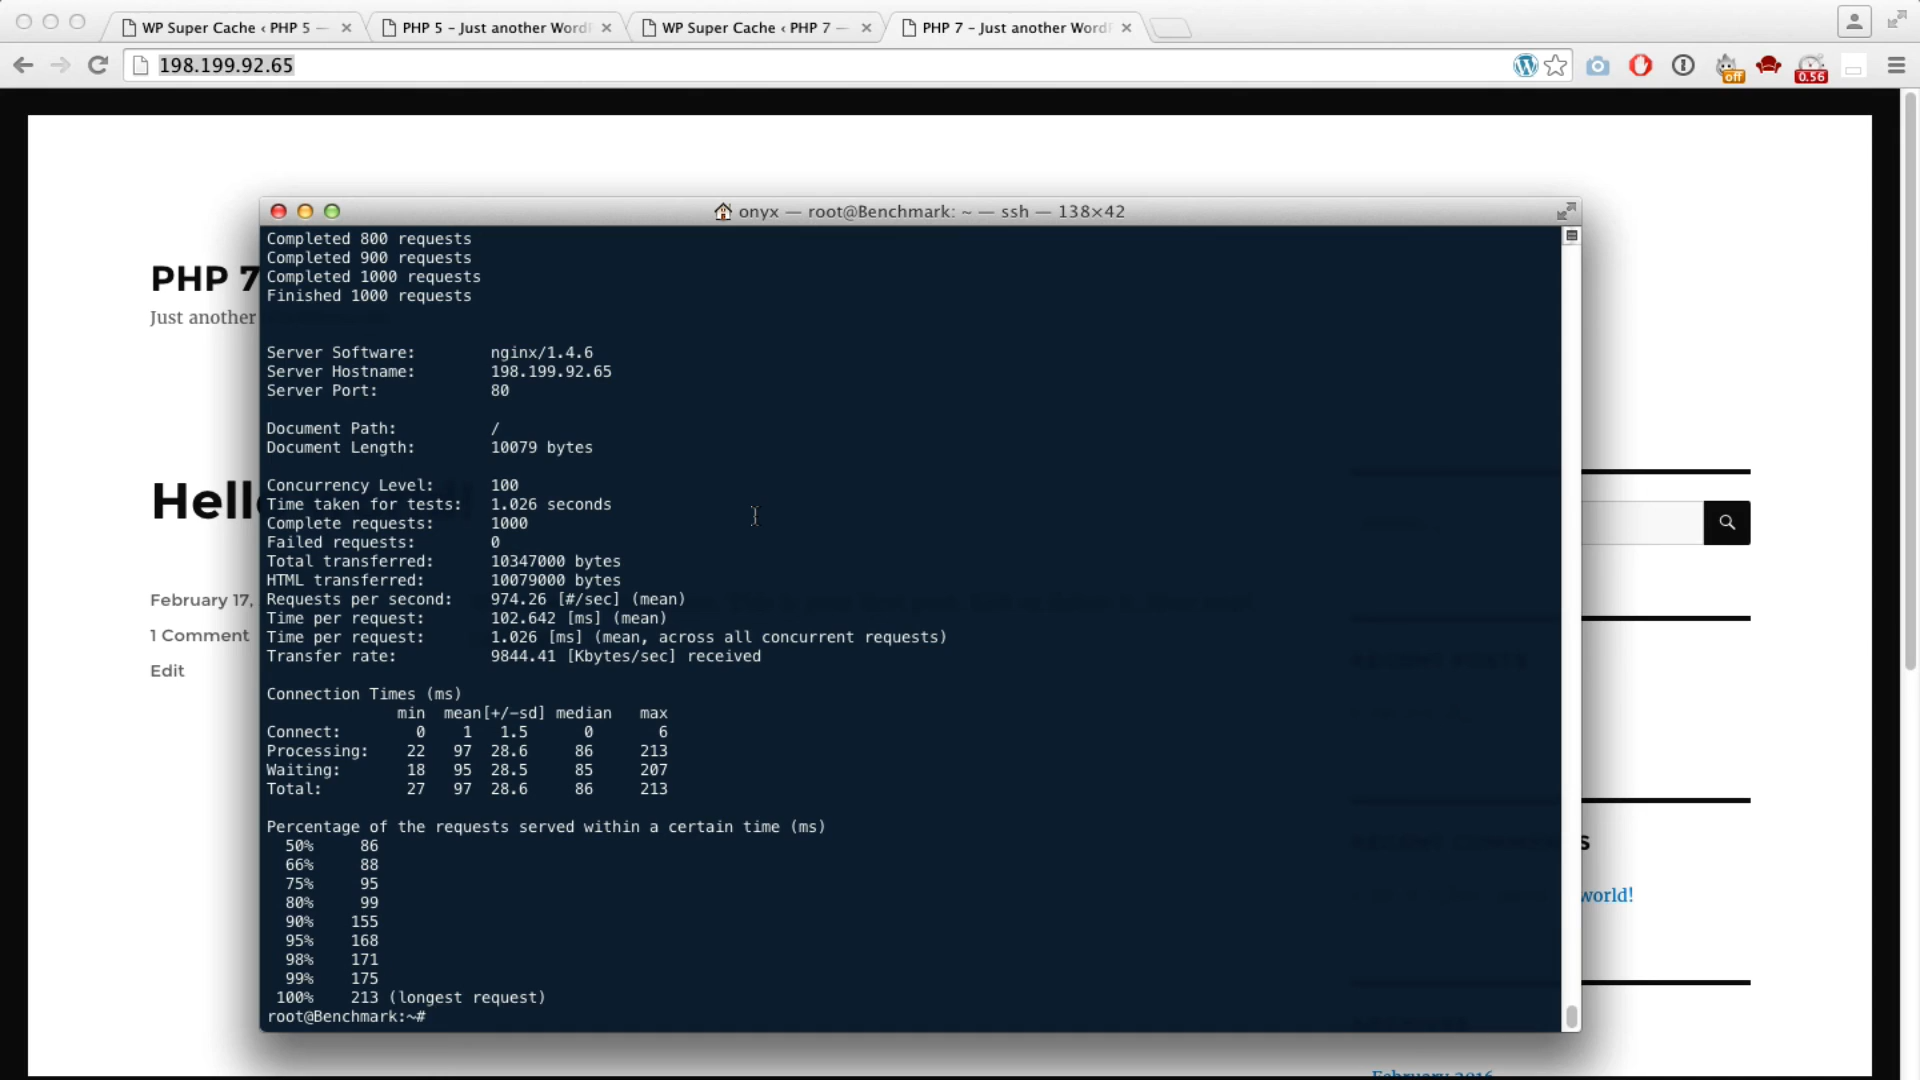 WP Super Cache ‹ PHP 5 —
PHP 5 – Just another Word
WP Super Cache ‹ PHP 7 —
PHP 7 – Just another Word
198.199.92.65
off
0.56
onyx — root@Benchmark: ~ — ssh — 138×42
Completed 800 requests
Completed 900 requests
Completed 1000 requests
Finished 1000 requests
PHP 7
Just another
Server Software: nginx/1.4.6
Server Hostname: 198.199.92.65
Server Port: 80
Document Path: /
Document Length: 10079 bytes
Concurrency Level: 100
Time taken for tests: 1.026 seconds
Complete requests: 1000
Failed requests: 0
Total transferred: 10347000 bytes
HTML transferred: 10079000 bytes
Requests per second: 974.26 [#/sec] (mean)
Time per request: 102.642 [ms] (mean)
Time per request: 1.026 [ms] (mean, across all concurrent requests)
Transfer rate: 9844.41 [Kbytes/sec] received
Hell
February 17,
1 Comment
Edit
Connection Times (ms)
min mean[+/-sd] median max
Connect: 0 1 1.5 0 6
Processing: 22 97 28.6 86 213
Waiting: 18 95 28.5 85 207
Total: 27 97 28.6 86 213
Percentage of the requests served within a certain time (ms)
50% 86
66% 88
75% 95
80% 99
90% 155
95% 168
98% 171
99% 175
100% 213 (longest request)
root@Benchmark:~#
s
world!
February 2016